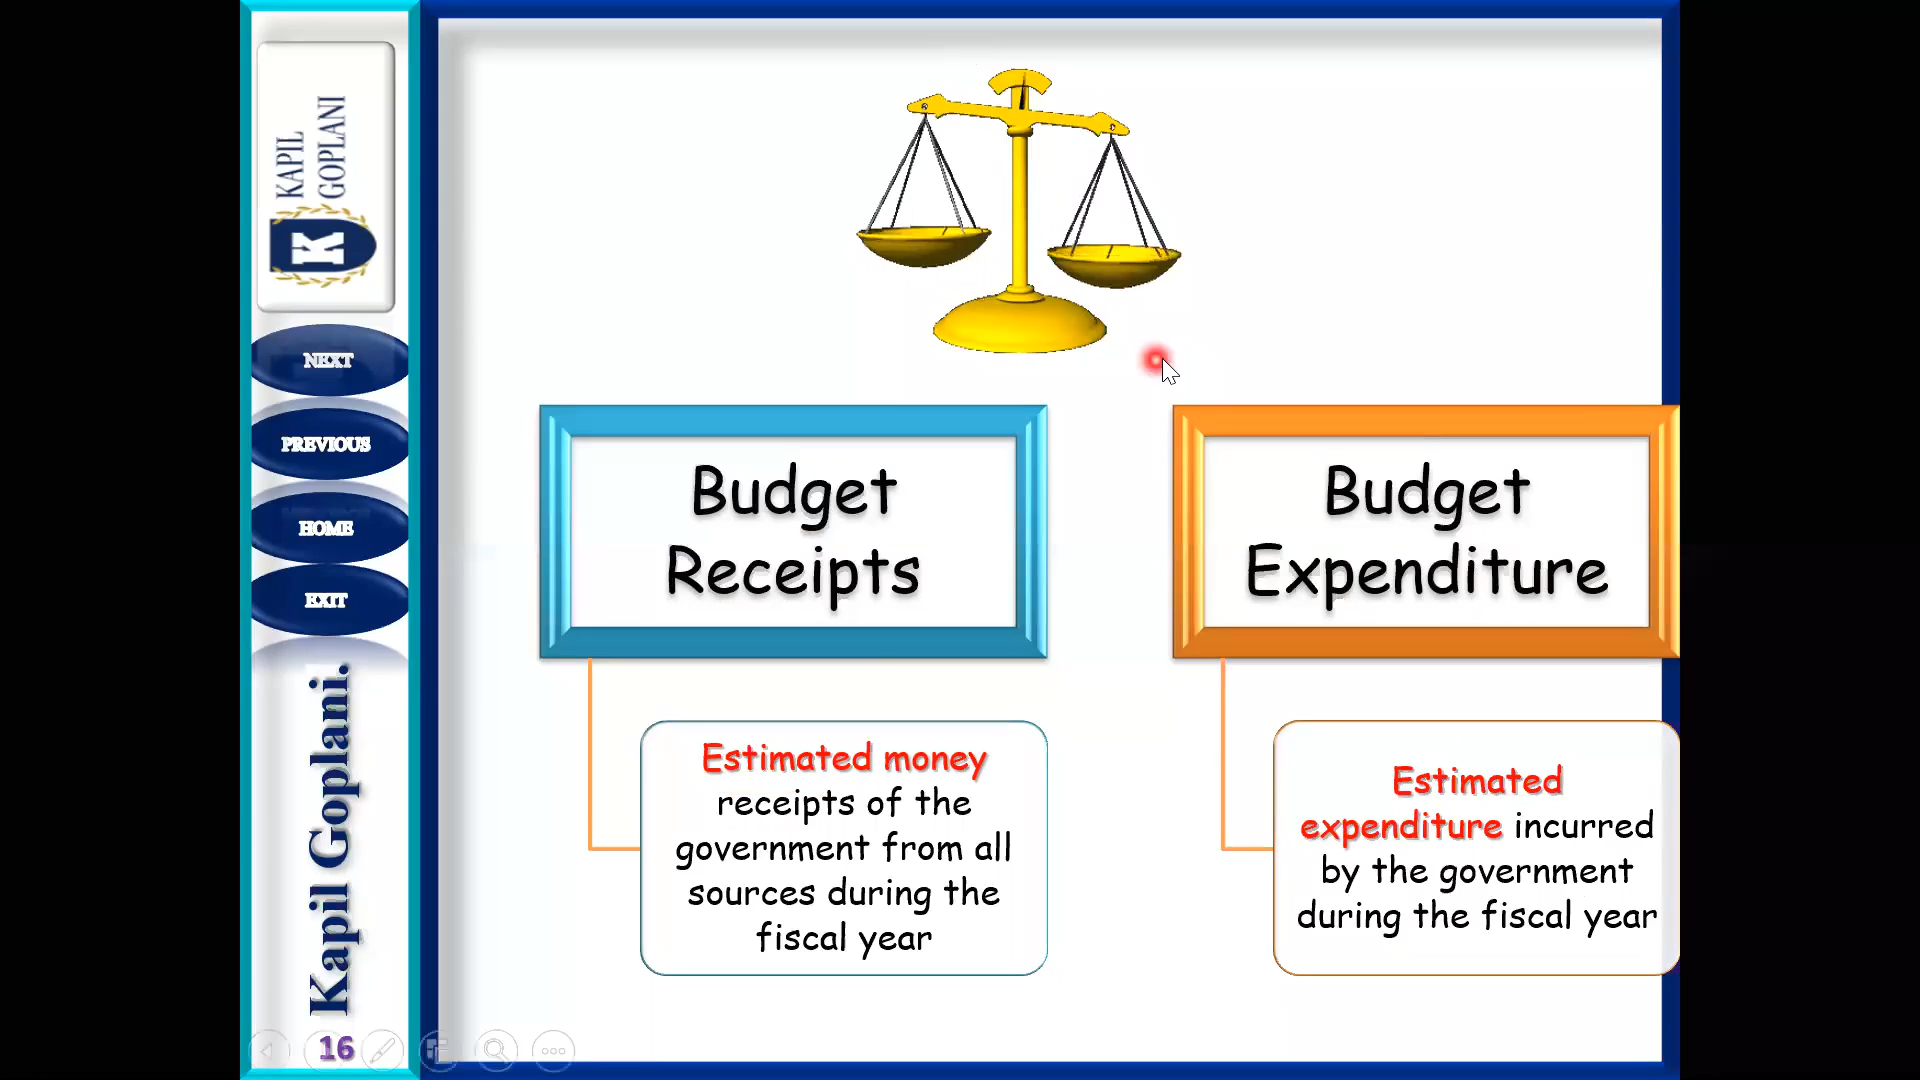 KAPIL
GOPLANI
K
NEXT
PREVIOUS
HOME
EXIT
Kapil Goplani.
16
Budget
Receipts
Estimated money
receipts of the
government from all
sources during the
fiscal year
Budget
Expenditure
Estimated
expenditure incurred
by the government
during the fiscal year